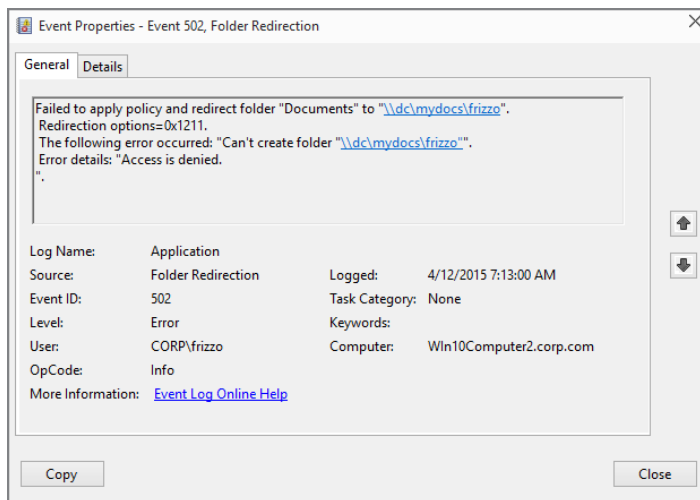 Event Properties - Event 502, Folder Redirection
General Details
Failed to apply policy and redirect folder "Documents" to "\\dc\mydocs\frizzo".
Redirection options=0x1211.
The following error occurred: "Can't create folder "\\dc\mydocs\frizzo"".
Error details: "Access is denied.
".
Log Name: Application
Source: Folder Redirection Logged: 4/12/2015 7:13:00 AM
Event ID: 502 Task Category: None
Level: Error Keywords:
User: CORP\frizzo Computer: WIn10Computer2.corp.com
OpCode: Info
More Information: Event Log Online Help
Copy Close